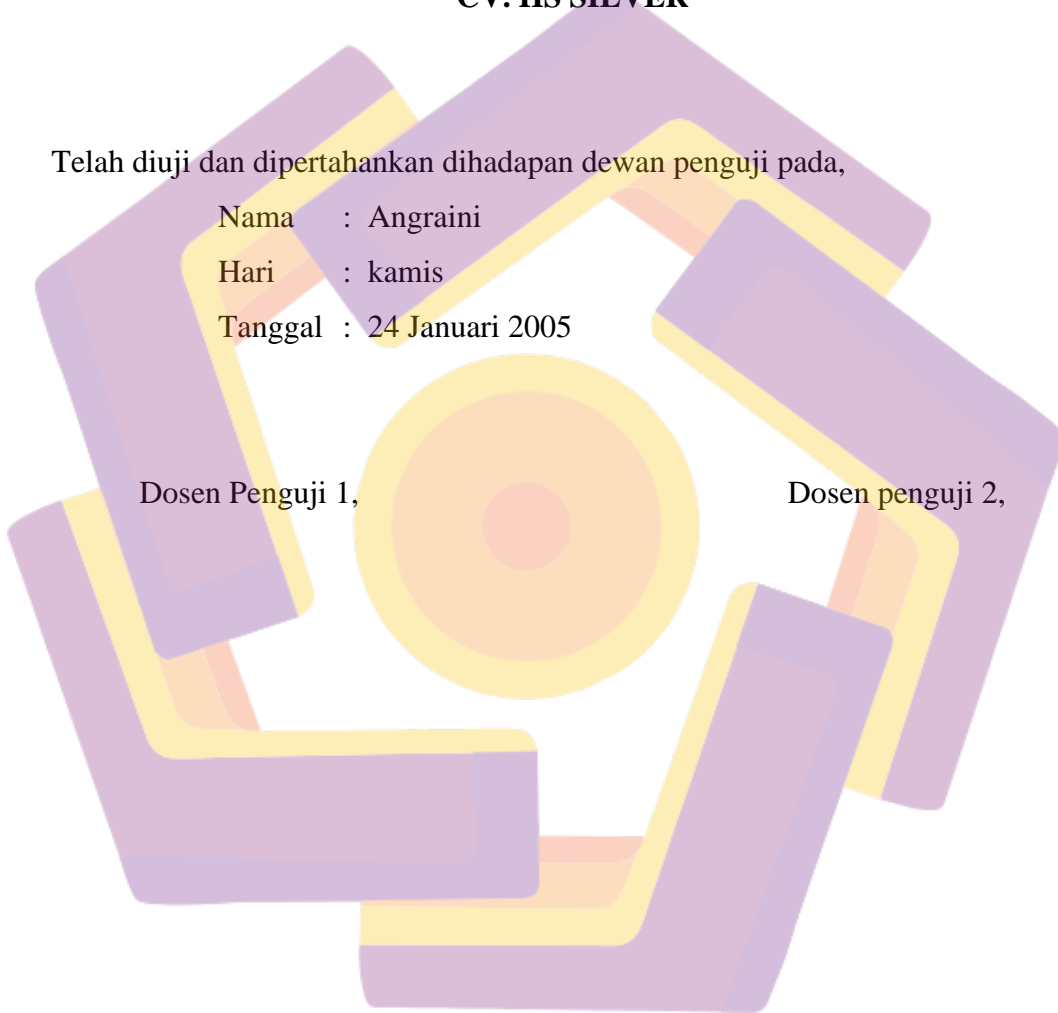 CV. HS SILVER
Telah diuji dan dipertahankan dihadapan dewan penguji pada,
Nama : Angraini
Hari : kamis
Tanggal : 24 Januari 2005
Dosen Penguji 1, Dosen penguji 2,